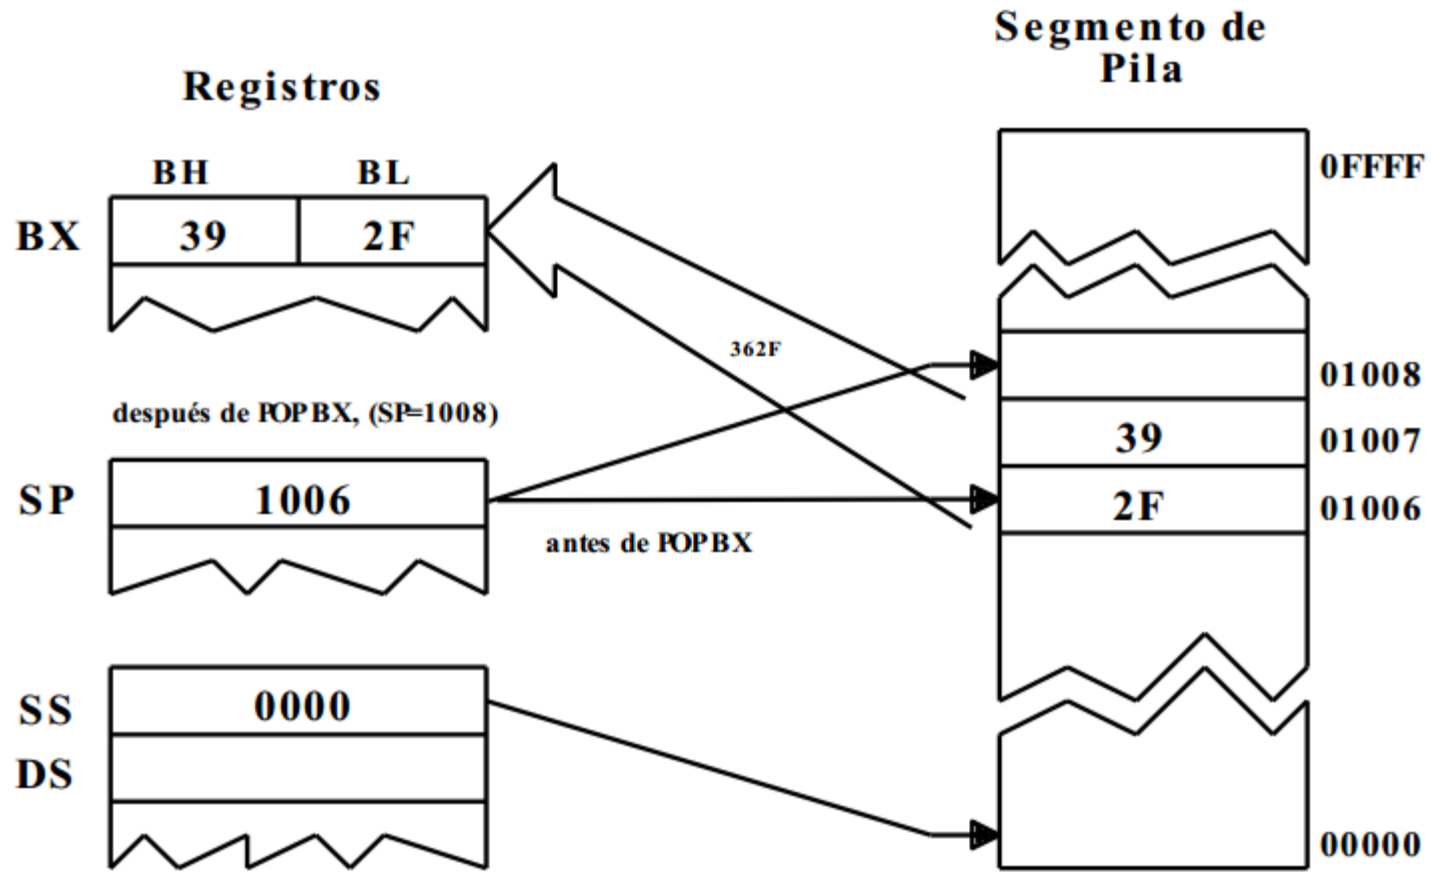 Segmento de
Pila
Registros
BH BL
BX 39 2F
0FFFF
362F
01008
después de POP BX, (SP=1008)
39 01007
SP 1006
2F 01006
antes de POP BX
SS 0000
DS
00000